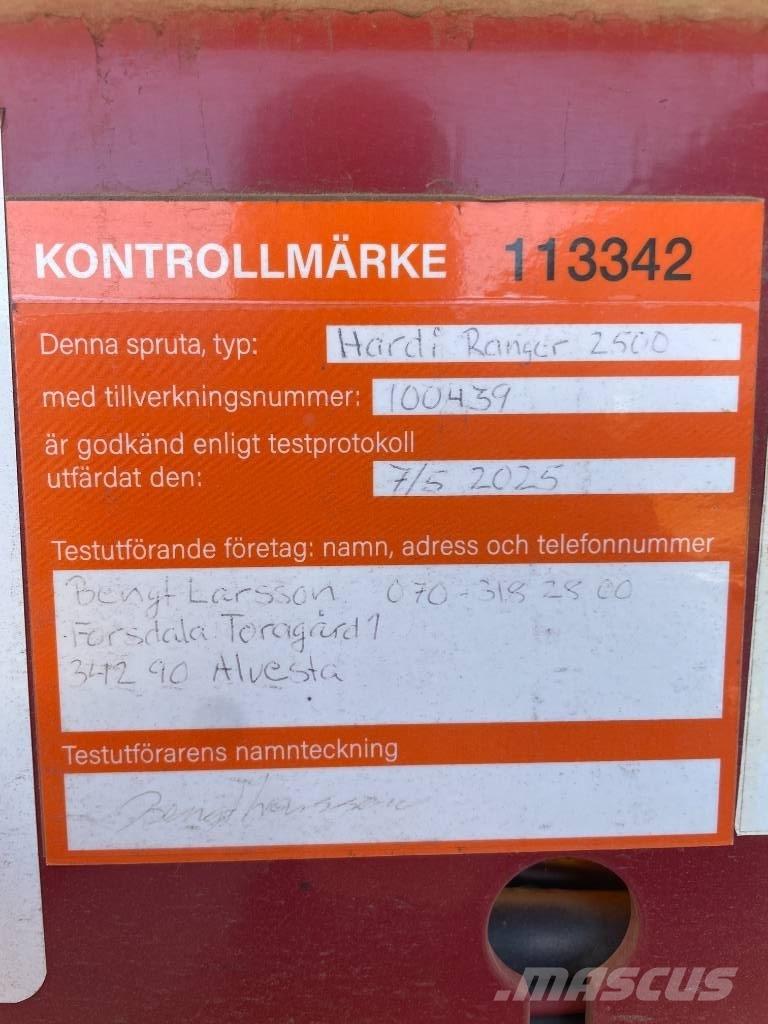 KONTROLLMÄRKE 113342
Denna spruta, typ: Hardi Ranger 2500
med tillverkningsnummer: 100439
är godkänd enligt testprotokoll
utfärdat den: 7/5 2025
Testutförande företag: namn, adress och telefonnummer
Bengt Larsson 070-318 28 00
Forsdala Toragård 1
342 90 Alvesta
Testutförarens namnteckning
Bengt Larsson
MASCUS